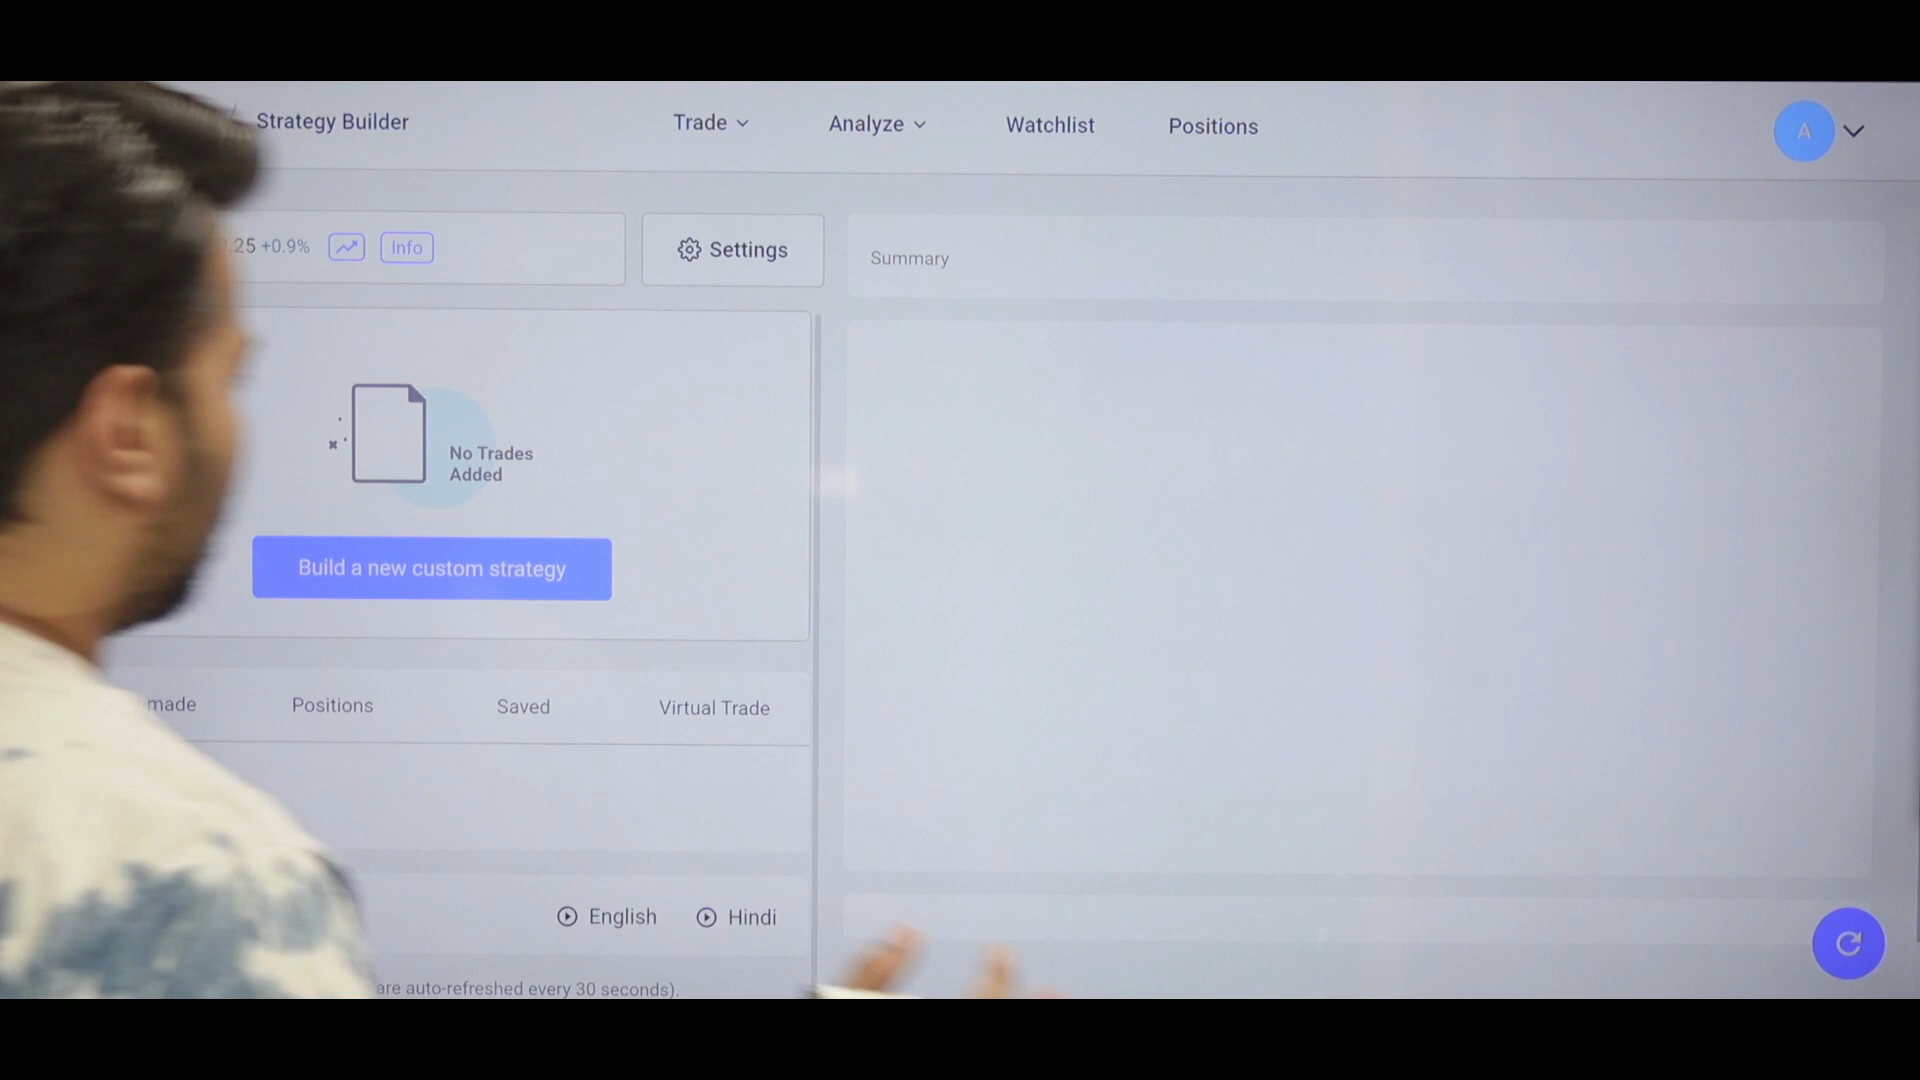 Strategy Builder
Trade
Analyze
Watchlist
Positions
A
.25 +0.9%
Info
Settings
Summary
No Trades
Added
Build a new custom strategy
made
Positions
Saved
Virtual Trade
English
Hindi
are auto-refreshed every 30 seconds).